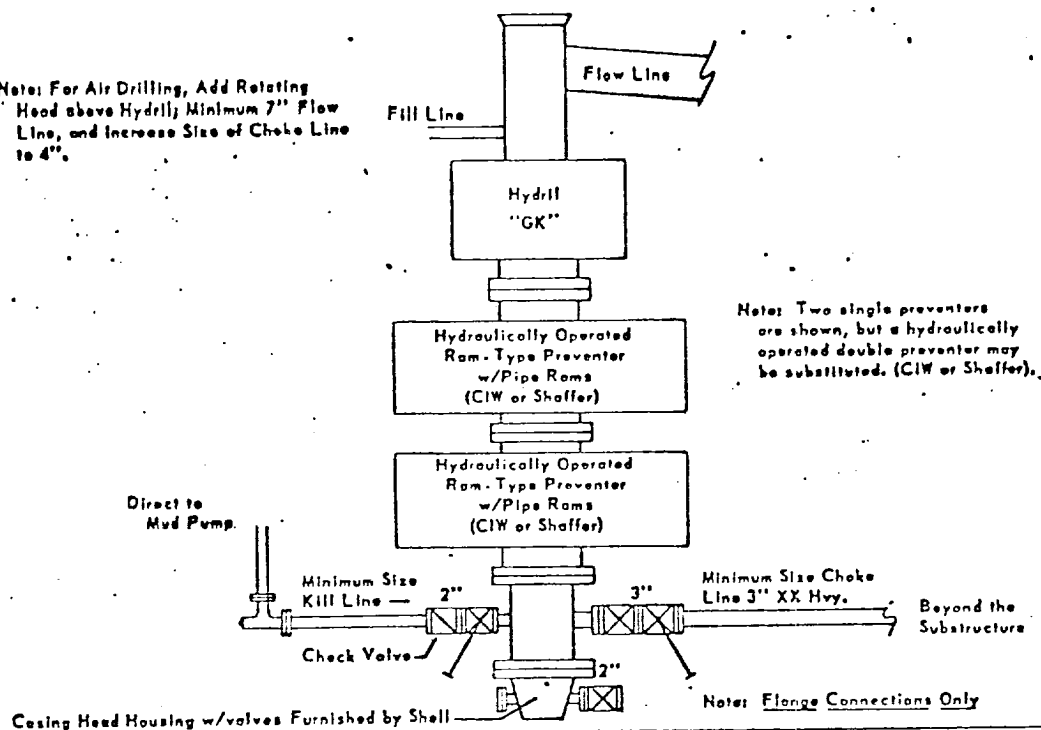 Note: For Air Drilling, Add Rotating
Head above Hydril; Minimum 7" Flow
Line, and Increase Size of Choke Line
to 4".
Flow Line
Fill Line
Hydril
"GK"
Note: Two single preventers
are shown, but a hydraulically
operated double preventer may
be substituted. (CIW or Shaffer).
Hydraulically Operated
Ram-Type Preventer
w/Pipe Rams
(CIW or Shaffer)
Hydraulically Operated
Ram-Type Preventer
w/Pipe Rams
(CIW or Shaffer)
Direct to
Mud Pump.
Minimum Size
Kill Line →
2"
3"
Minimum Size Choke
Line 3" XX Hvy.
Beyond the
Substructure
Check Valve
2"
Note: Flange Connections Only
Casing Head Housing w/valves Furnished by Shell